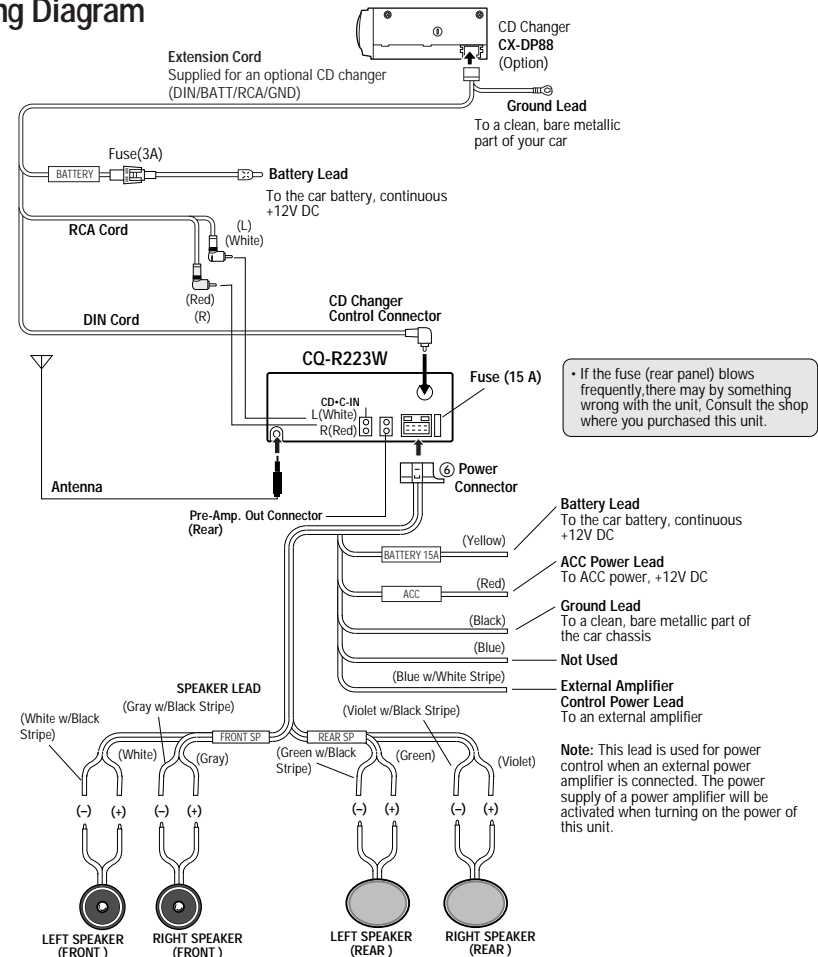 ng Diagram
CD Changer
CX-DP88
(Option)
Extension Cord
Supplied for an optional CD changer
(DIN/BATT/RCA/GND)
Ground Lead
To a clean, bare metallic
part of your car
Fuse(3A)
BATTERY
Battery Lead
To the car battery, continuous
+12V DC
RCA Cord
(L)
(White)
(Red)
(R)
DIN Cord
CD Changer
Control Connector
CQ-R223W
Fuse (15 A)
• If the fuse (rear panel) blows
frequently,there may by something
wrong with the unit, Consult the shop
where you purchased this unit.
CD•C-IN
L(White)
R(Red)
Antenna
Pre-Amp. Out Connector
(Rear)
⑥ Power
Connector
(Yellow)
BATTERY 15A
Battery Lead
To the car battery, continuous
+12V DC
(Red)
ACC
ACC Power Lead
To ACC power, +12V DC
(Black)
Ground Lead
To a clean, bare metallic part of
the car chassis
(Blue)
Not Used
(Blue w/White Stripe)
External Amplifier
Control Power Lead
To an external amplifier
Note: This lead is used for power
control when an external power
amplifier is connected. The power
supply of a power amplifier will be
activated when turning on the power of
this unit.
SPEAKER LEAD
(White w/Black
Stripe)
(White)
(Gray w/Black Stripe)
(Gray)
FRONT SP
REAR SP
(Green w/Black
Stripe)
(Green)
(Violet w/Black Stripe)
(Violet)
(–) (+) (–) (+) (–) (+) (–) (+)
LEFT SPEAKER
(FRONT )
RIGHT SPEAKER
(FRONT )
LEFT SPEAKER
(REAR )
RIGHT SPEAKER
(REAR )